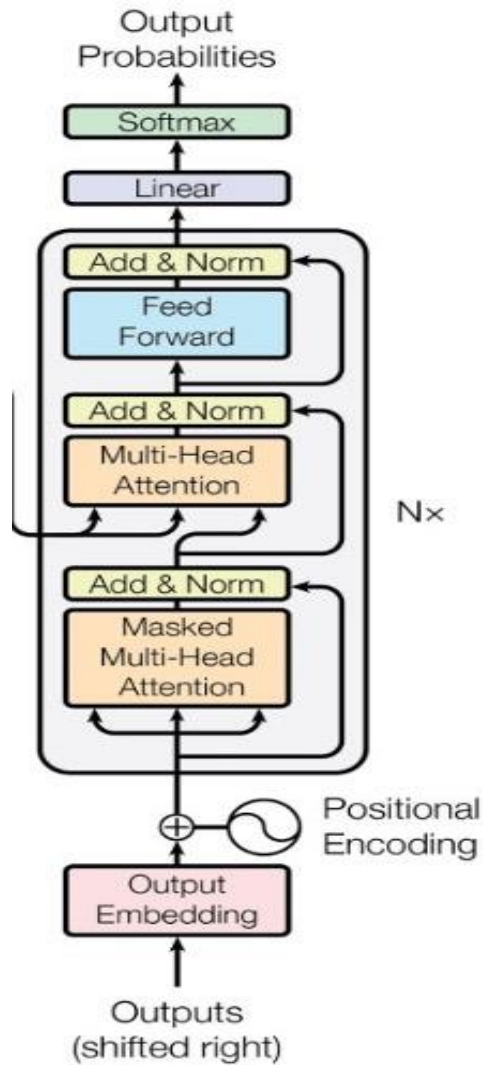 Output
Probabilities
Softmax
Linear
Add & Norm
Feed
Forward
Add & Norm
Multi-Head
Attention
N×
Add & Norm
Masked
Multi-Head
Attention
Positional
Encoding
Output
Embedding
Outputs
(shifted right)